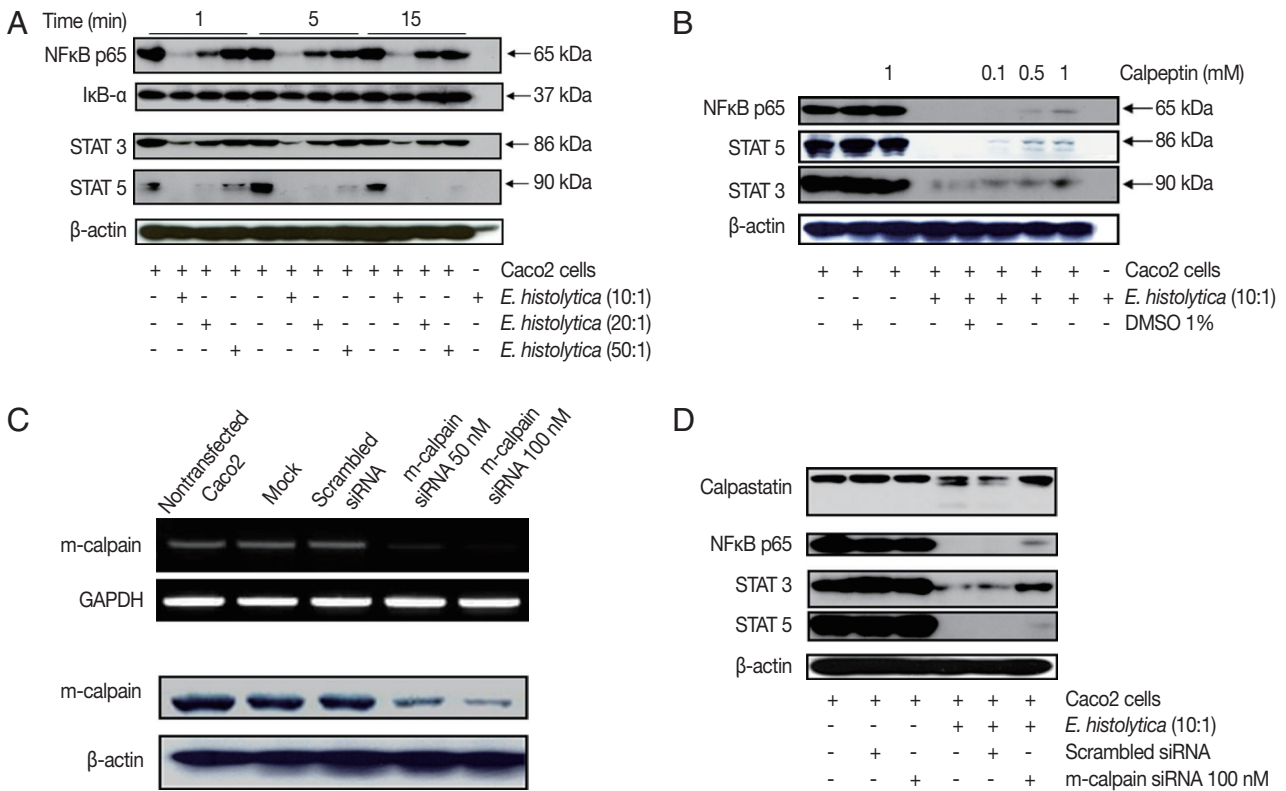 A
Time (min) 1 5 15
NFκB p65 65 kDa
IκB-α 37 kDa
STAT 3 86 kDa
STAT 5 90 kDa
β-actin
+ + + + + + + + + + + + - Caco2 cells
- + - - - + - - - + - - + E. histolytica (10:1)
- - + - - - + - - - + - - E. histolytica (20:1)
- - - + - - - + - - - + - E. histolytica (50:1)
B
1 0.1 0.5 1 Calpeptin (mM)
NFκB p65 65 kDa
STAT 5 86 kDa
STAT 3 90 kDa
β-actin
+ + + + + + + + - Caco2 cells
- - - + + + + + + E. histolytica (10:1)
- + - - + - - - - DMSO 1%
C
Nontransfected Caco2
Mock
Scrambled siRNA
m-calpain siRNA 50 nM
m-calpain siRNA 100 nM
m-calpain
GAPDH
m-calpain
β-actin
D
Calpastatin
NFκB p65
STAT 3
STAT 5
β-actin
+ + + + + + Caco2 cells
- - - + + + E. histolytica (10:1)
- + - - + - Scrambled siRNA
- - + - - + m-calpain siRNA 100 nM